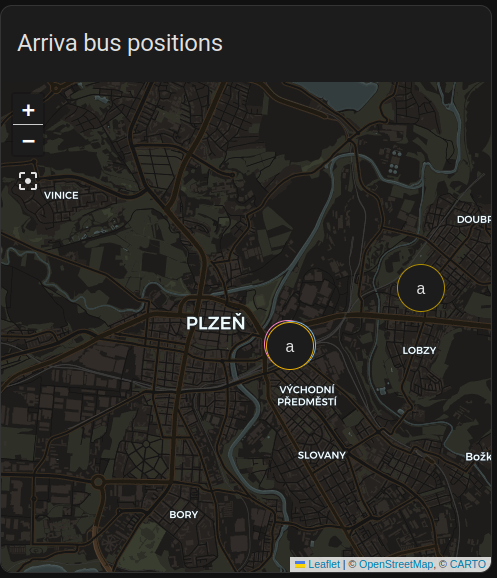 Arriva bus positions
+
−
VINICE
DOUBR
a
PLZEŇ
a
LOBZY
VÝCHODNÍ
PŘEDMĚSTÍ
SLOVANY
Božk
BORY
Leaflet | © OpenStreetMap, © CARTO